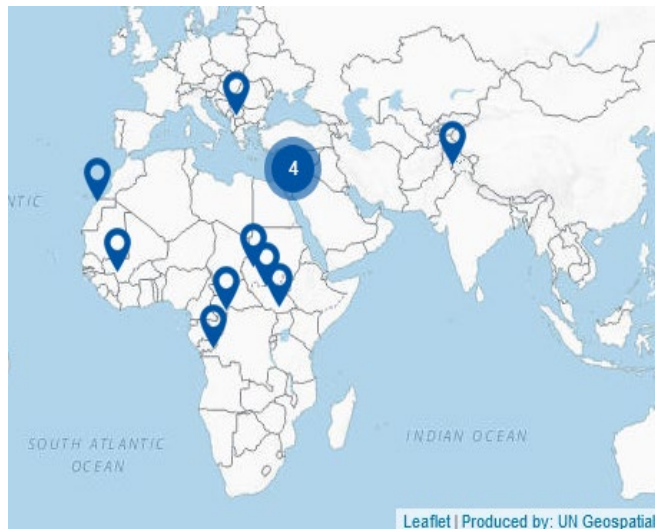 NTIC
4
SOUTH ATLANTIC
OCEAN
INDIAN OCEAN
Leaflet | Produced by: UN Geospatial